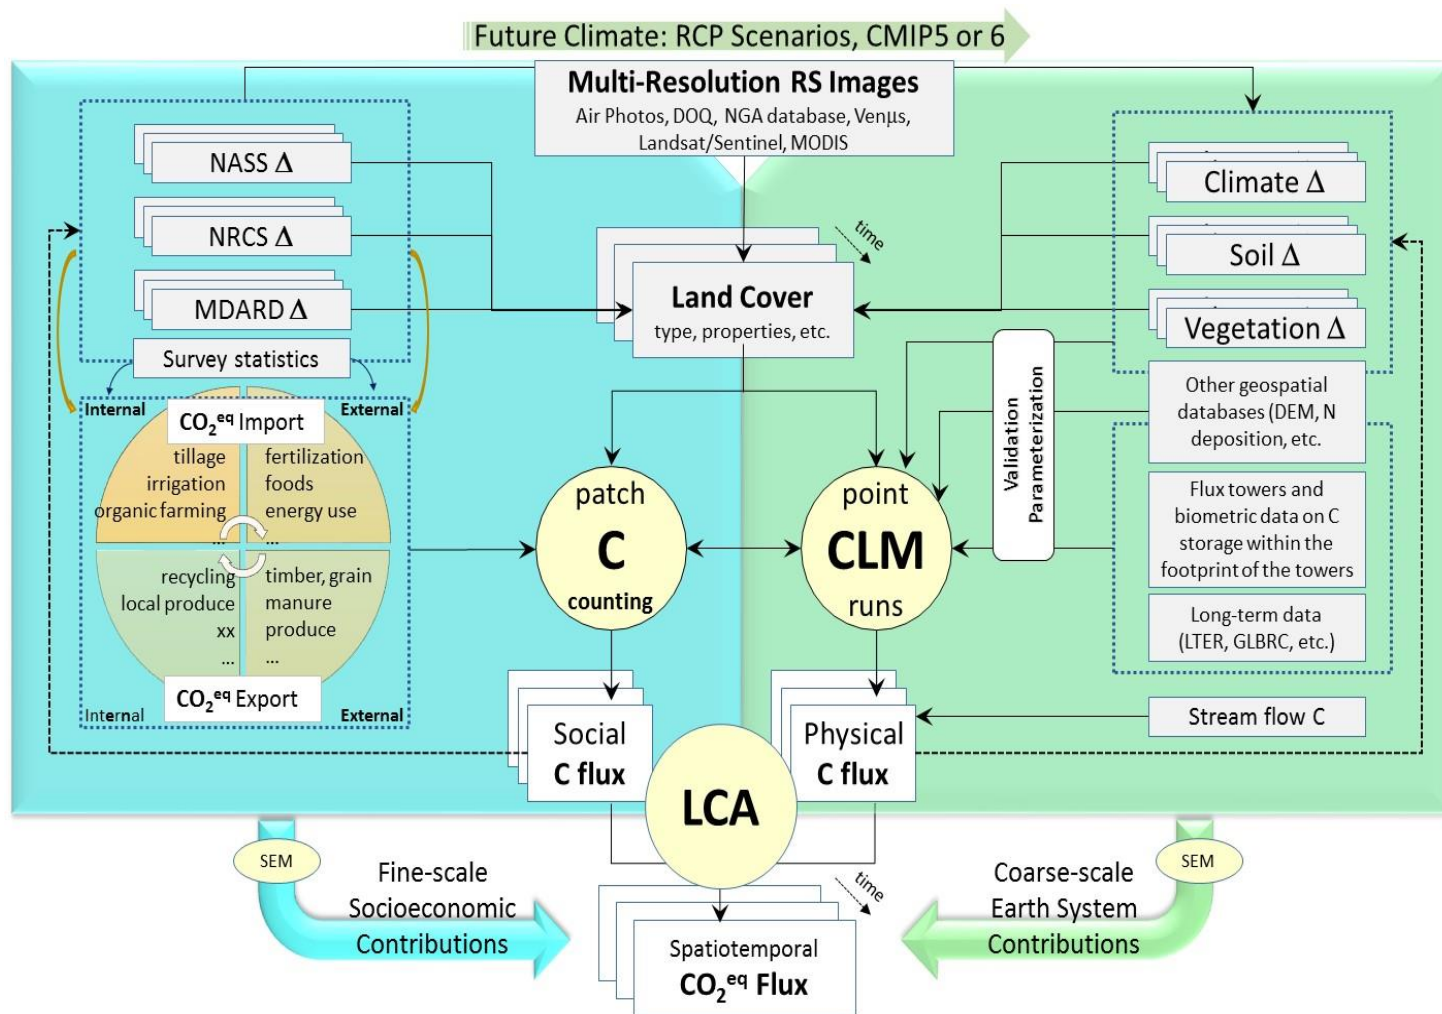 Future Climate: RCP Scenarios, CMIP5 or 6
Multi-Resolution RS Images
Air Photos, DOQ, NGA database, Venμs,
Landsat/Sentinel, MODIS
NASS Δ
NRCS Δ
MDARD Δ
Survey statistics
Internal
External
CO₂ᵉᑫ Import
tillage
irrigation
organic farming
...
fertilization
foods
energy use
...
recycling
local produce
xx
...
timber, grain
manure
produce
...
CO₂ᵉᑫ Export
Internal
External
time
Land Cover
type, properties, etc.
Climate Δ
Soil Δ
Vegetation Δ
Validation
Parameterization
Other geospatial
databases (DEM, N
deposition, etc.
Flux towers and
biometric data on C
storage within the
footprint of the towers
Long-term data
(LTER, GLBRC, etc.)
Stream flow C
patch
C
counting
point
CLM
runs
Social
C flux
Physical
C flux
LCA
SEM
Fine-scale
Socioeconomic
Contributions
SEM
Coarse-scale
Earth System
Contributions
time
Spatiotemporal
CO₂ᵉᑫ Flux